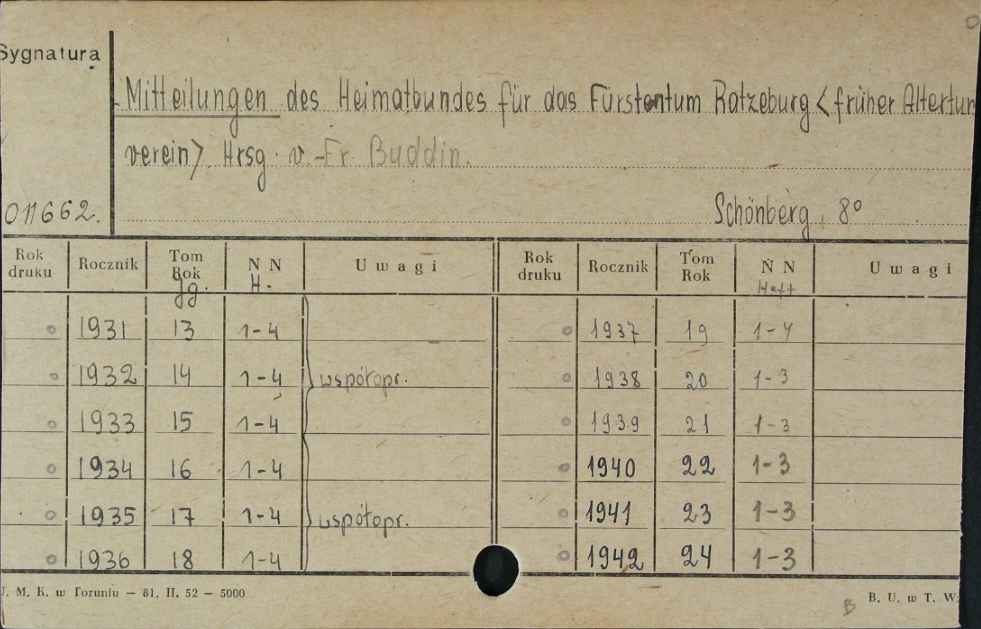 Sygnatura
Mitteilungen des Heimatbundes für das Fürstentum Ratzeburg <früher Altertum
verein> Hrsg. v. Fr. Buddin.
011662. Schönberg, 8°
Rok druku Rocznik Tom Rok Jg. N N H. Uwagi Rok druku Rocznik Tom Rok N N Heft Uwagi
o 1931 13 1-4 o 1937 19 1-4
o 1932 14 1-4 współopr. o 1938 20 1-3
o 1933 15 1-4 o 1939 21 1-3
o 1934 16 1-4 o 1940 22 1-3
o 1935 17 1-4 współopr. o 1941 23 1-3
o 1936 18 1-4 o 1942 24 1-3
J. M. K. w Toruniu — 81. II. 52 — 5000 B B. U. w T. W.